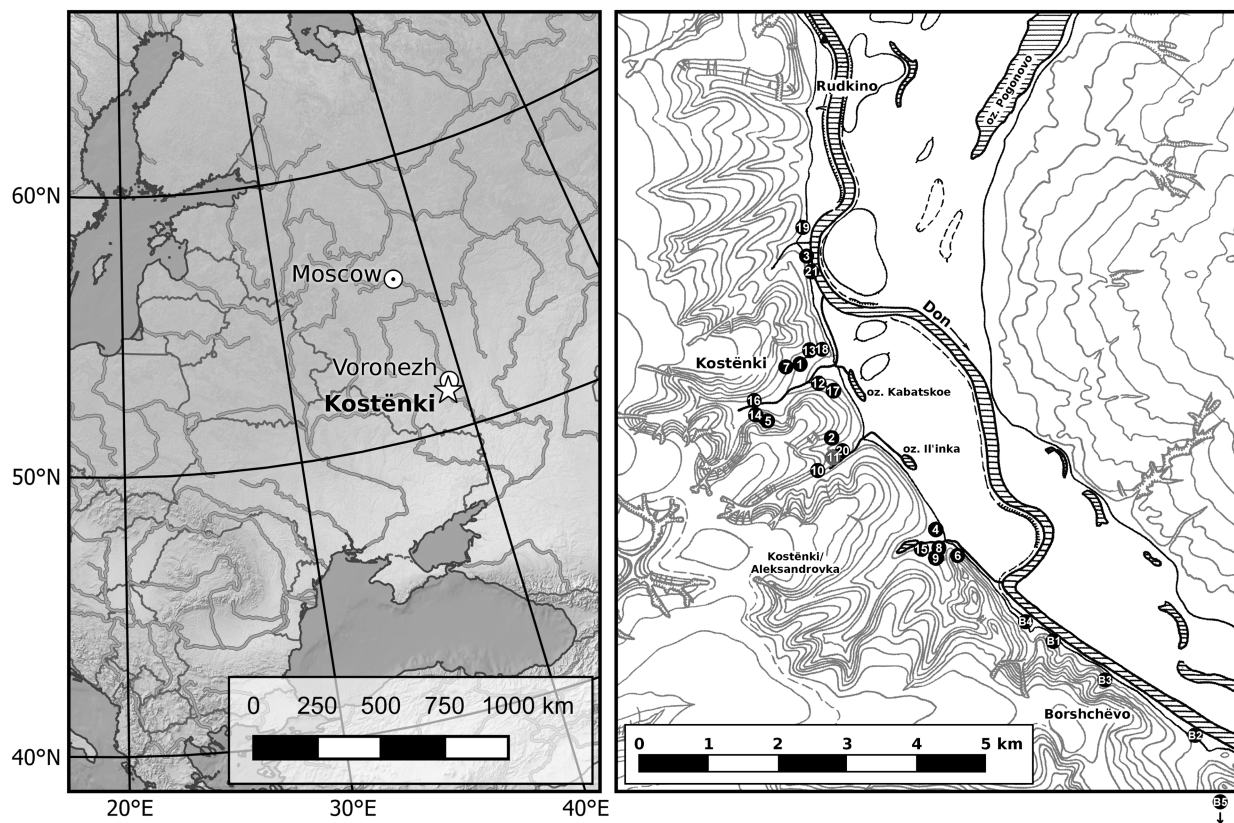 60°N
50°N
40°N
20°E
30°E
40°E
Moscow
Voronezh
Kostënki
0 250 500 750 1000 km
Rudkino
oz. Pogonovo
19
3
21
Don
13 18
Kostënki
7 1
12
17
oz. Kabatskoe
16
14
5
2
20
11
oz. Il'inka
10
4
15 8
9 6
Kostënki/
Aleksandrovka
B4
B1
B3
Borshchëvo
B2
0 1 2 3 4 5 km
B5